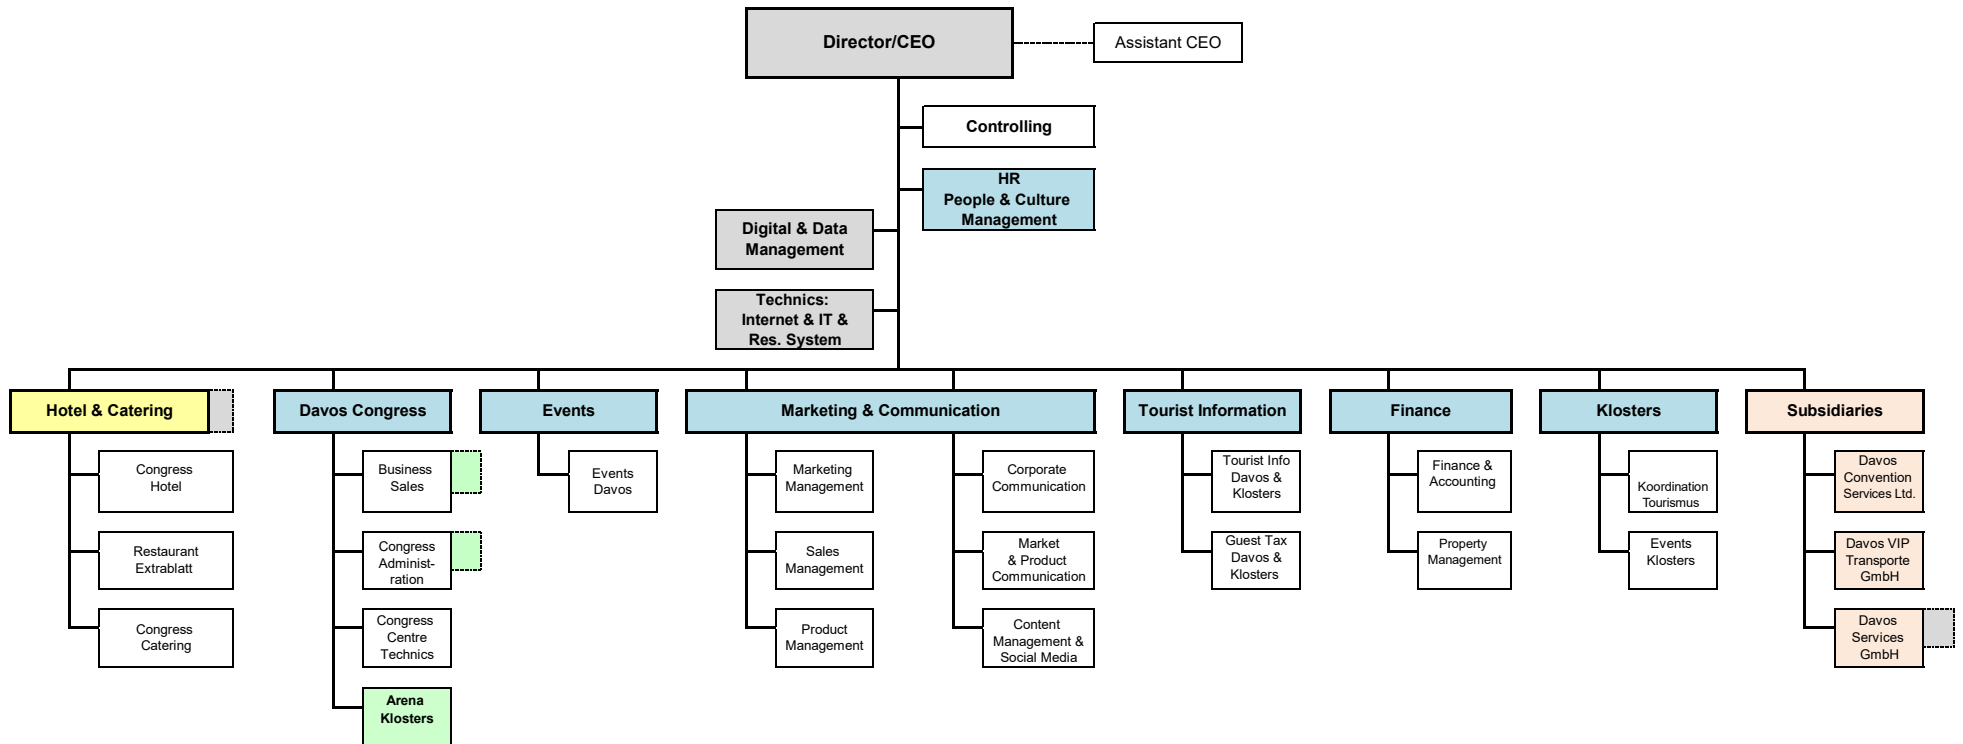 Director/CEO
Assistant CEO
Controlling
HR
People & Culture
Management
Digital & Data
Management
Technics:
Internet & IT &
Res. System
Hotel & Catering
Davos Congress
Events
Marketing & Communication
Tourist Information
Finance
Klosters
Subsidiaries
Congress
Hotel
Restaurant
Extrablatt
Congress
Catering
Business
Sales
Congress
Administ-
ration
Congress
Centre
Technics
Arena
Klosters
Events
Davos
Marketing
Management
Sales
Management
Product
Management
Corporate
Communication
Market
& Product
Communication
Content
Management &
Social Media
Tourist Info
Davos &
Klosters
Guest Tax
Davos &
Klosters
Finance &
Accounting
Property
Management
Koordination
Tourismus
Events
Klosters
Davos
Convention
Services Ltd.
Davos VIP
Transporte
GmbH
Davos
Services
GmbH